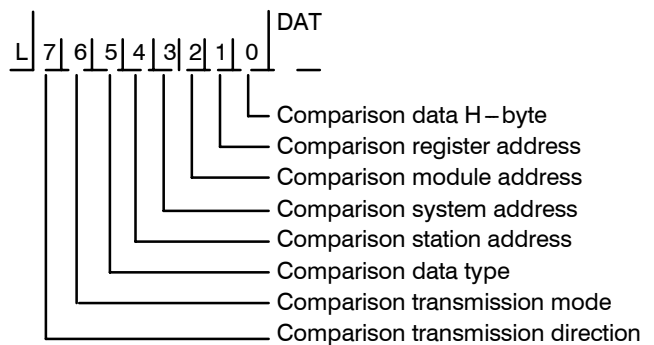 DAT
L 7 6 5 4 3 2 1 0
Comparison data H–byte
Comparison register address
Comparison module address
Comparison system address
Comparison station address
Comparison data type
Comparison transmission mode
Comparison transmission direction